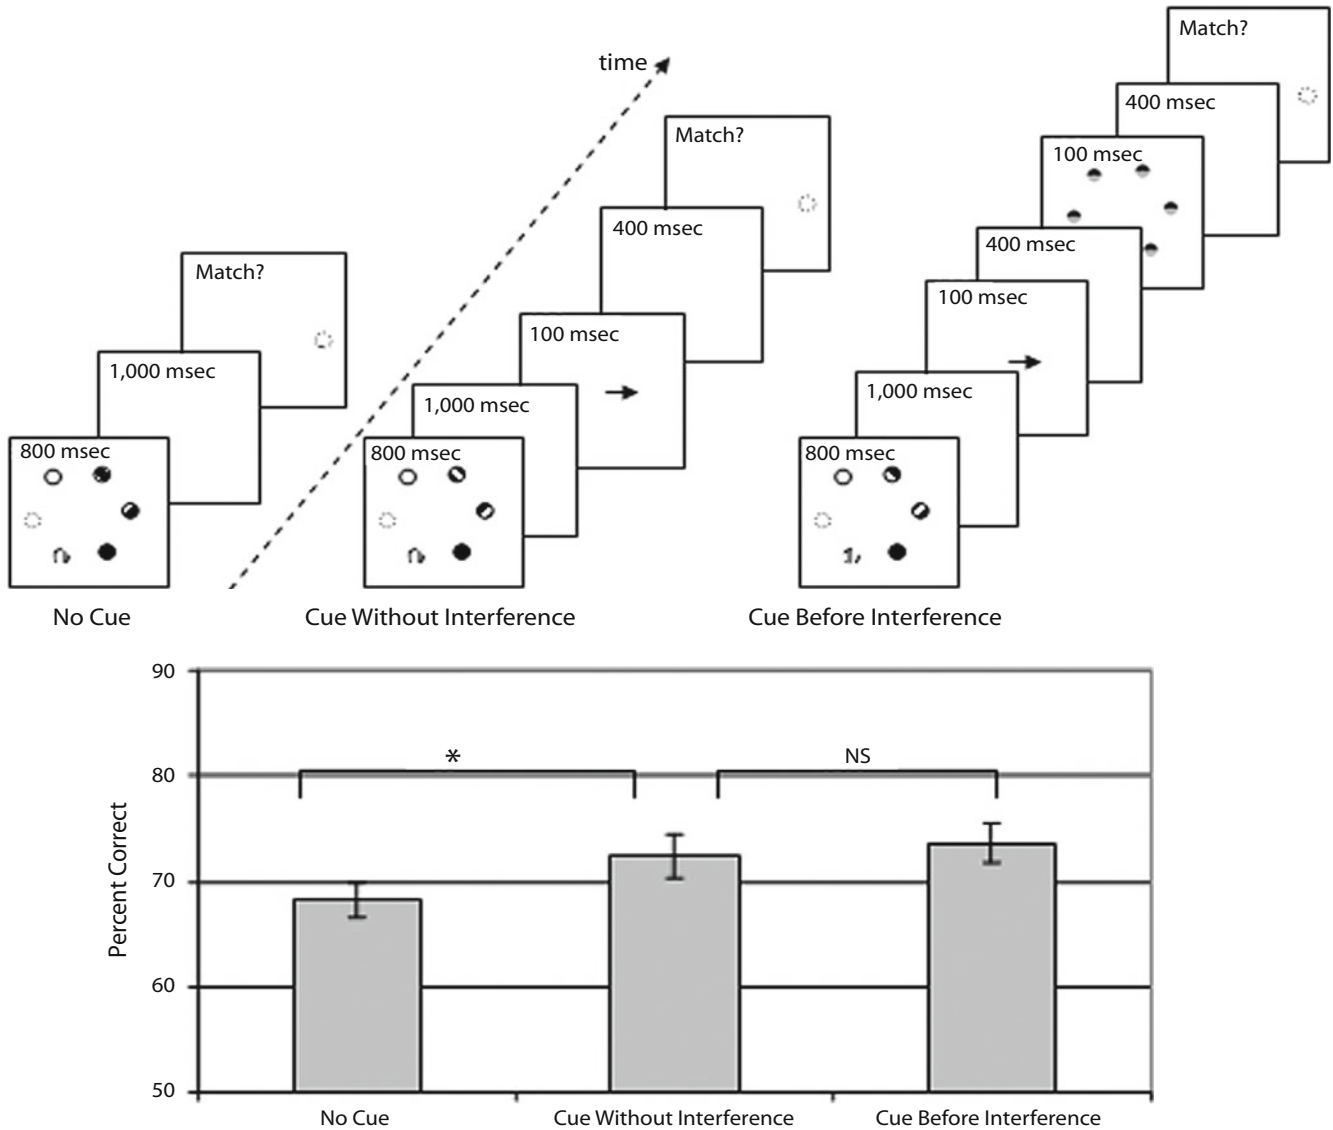 time
Match?
1,000 msec
800 msec
No Cue
Match?
400 msec
100 msec
1,000 msec
800 msec
Cue Without Interference
Match?
400 msec
100 msec
400 msec
100 msec
1,000 msec
800 msec
Cue Before Interference
Percent Correct
90
80
70
60
50
*
NS
No Cue
Cue Without Interference
Cue Before Interference